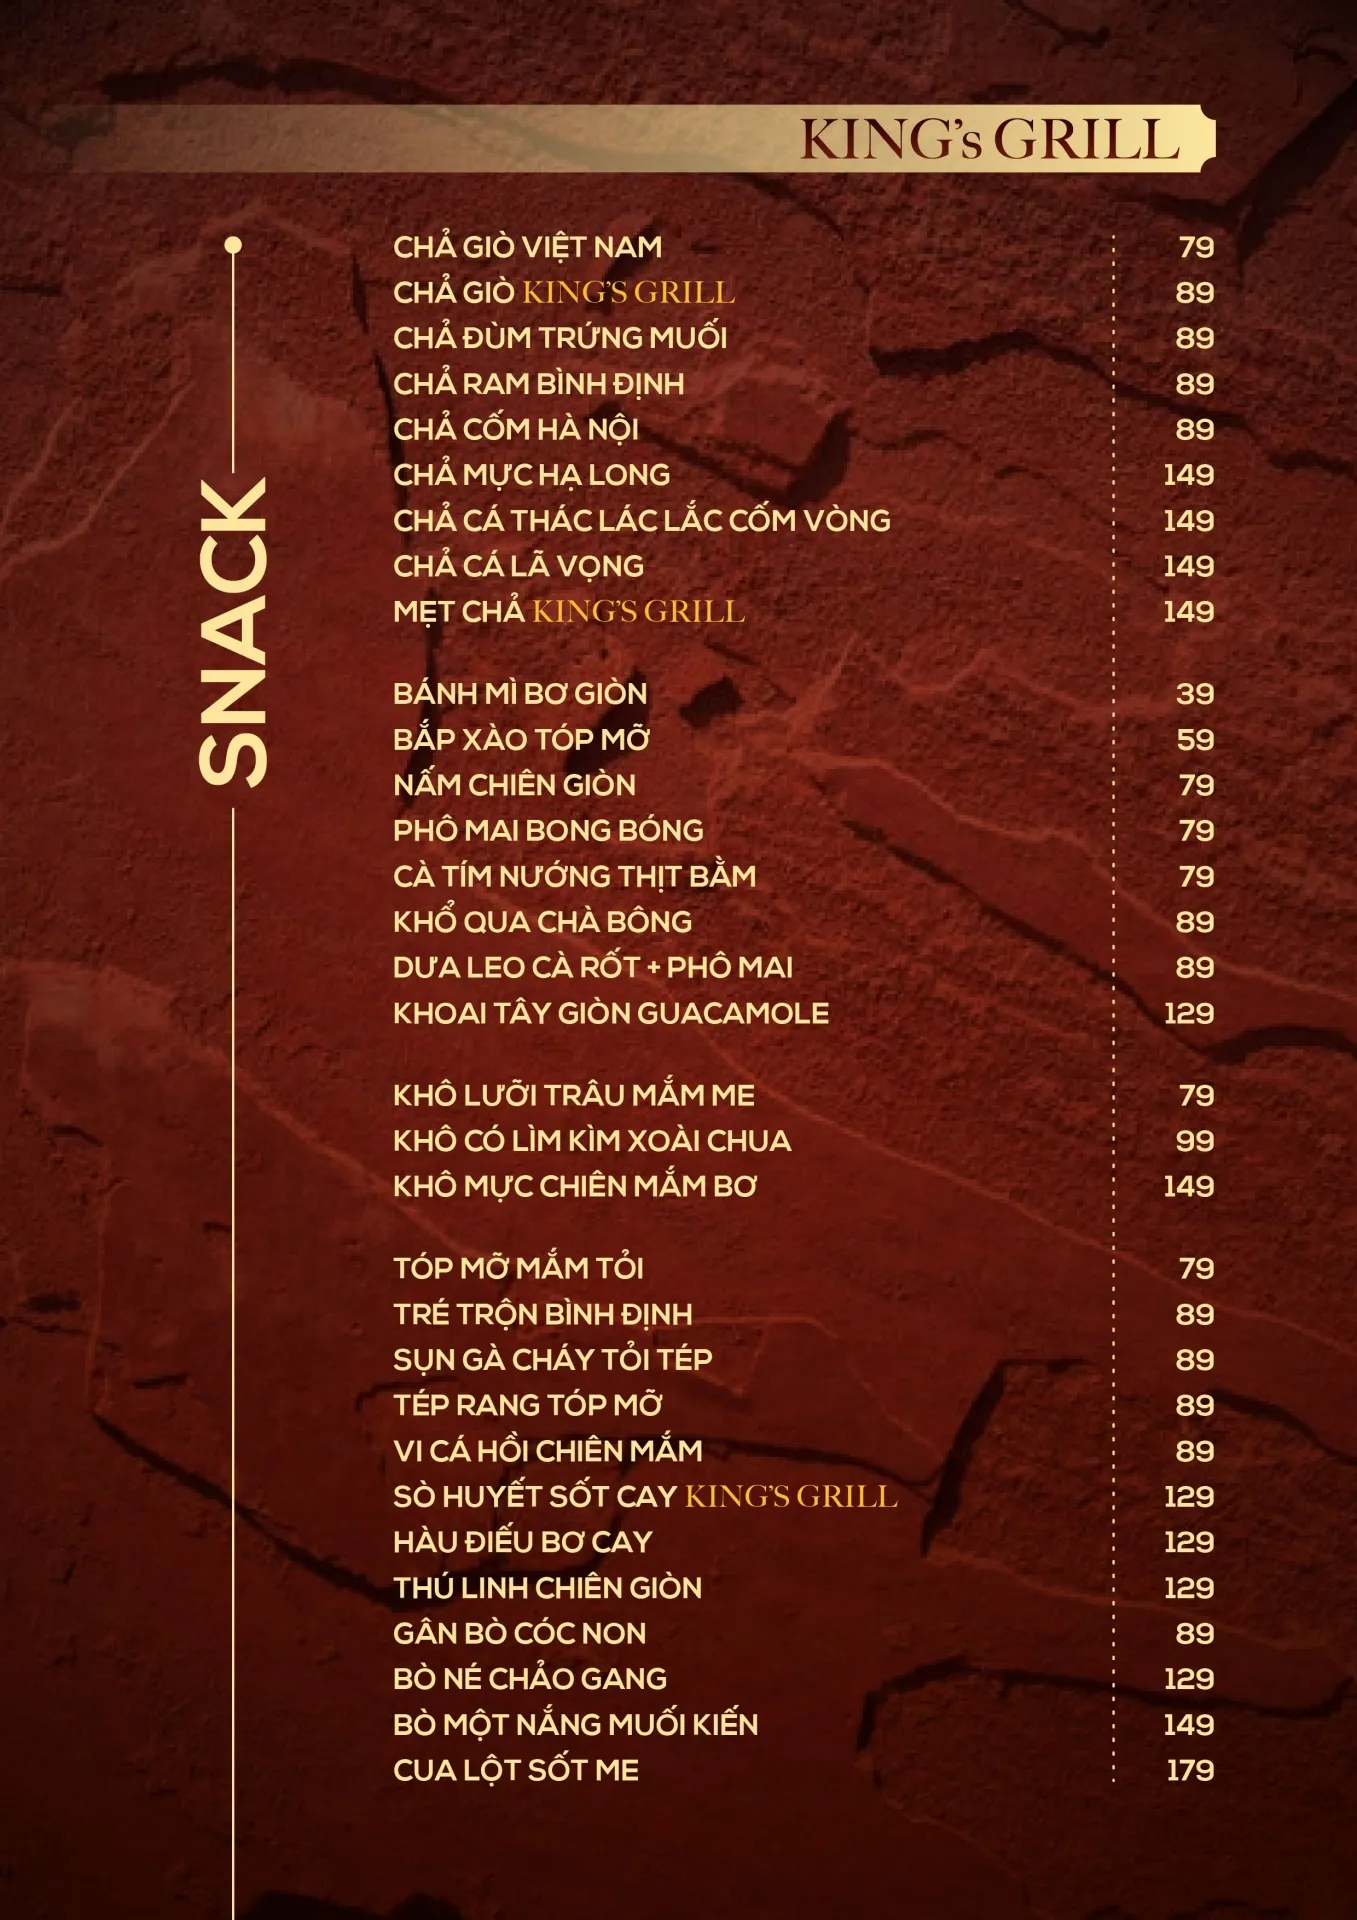 KING's GRILL
SNACK
CHẢ GIÒ VIỆT NAM 79
CHẢ GIÒ KING'S GRILL 89
CHẢ ĐÙM TRỨNG MUỐI 89
CHẢ RAM BÌNH ĐỊNH 89
CHẢ CỐM HÀ NỘI 89
CHẢ MỰC HẠ LONG 149
CHẢ CÁ THÁC LÁC LẮC CỐM VÒNG 149
CHẢ CÁ LÃ VỌNG 149
MẸT CHẢ KING'S GRILL 149
BÁNH MÌ BƠ GIÒN 39
BẮP XÀO TÓP MỠ 59
NẤM CHIÊN GIÒN 79
PHÔ MAI BONG BÓNG 79
CÀ TÍM NƯỚNG THỊT BẰM 79
KHỔ QUA CHÀ BÔNG 89
DƯA LEO CÀ RỐT + PHÔ MAI 89
KHOAI TÂY GIÒN GUACAMOLE 129
KHÔ LƯỠI TRÂU MẮM ME 79
KHÔ CÓ LÌM KÌM XOÀI CHUA 99
KHÔ MỰC CHIÊN MẮM BƠ 149
TÓP MỠ MẮM TỎI 79
TRÉ TRỘN BÌNH ĐỊNH 89
SỤN GÀ CHÁY TỎI TÉP 89
TÉP RANG TÓP MỠ 89
VI CÁ HỒI CHIÊN MẮM 89
SÒ HUYẾT SỐT CAY KING'S GRILL 129
HÀU ĐIẾU BƠ CAY 129
THÚ LINH CHIÊN GIÒN 129
GÂN BÒ CÓC NON 89
BÒ NÉ CHẢO GANG 129
BÒ MỘT NẮNG MUỐI KIẾN 149
CUA LỘT SỐT ME 179